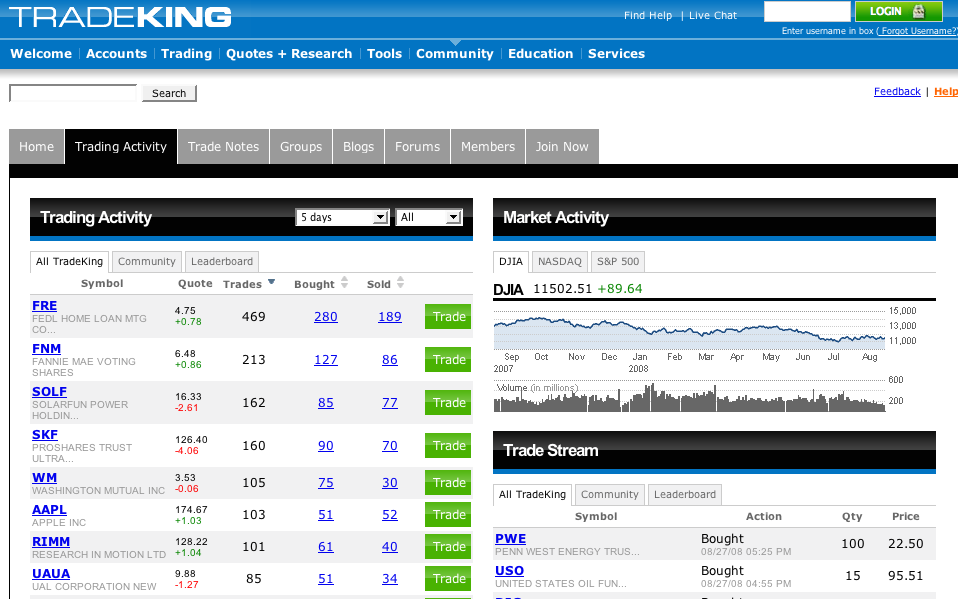 TRADEKING
Find Help | Live Chat
LOGIN
Enter username in box ( Forgot Username?)
Welcome Accounts Trading Quotes + Research Tools Community Education Services
Search
Feedback | Help
Home Trading Activity Trade Notes Groups Blogs Forums Members Join Now
Trading Activity 5 days All
All TradeKing Community Leaderboard
Symbol Quote Trades Bought Sold
FRE 4.75 469 280 189 Trade
FEDL HOME LOAN MTG +0.78
CO...
FNM 6.48 213 127 86 Trade
FANNIE MAE VOTING +0.86
SHARES
SOLF 16.33 162 85 77 Trade
SOLARFUN POWER -2.61
HOLDIN...
SKF 126.40 160 90 70 Trade
PROSHARES TRUST -4.06
ULTRA...
WM 3.53 105 75 30 Trade
WASHINGTON MUTUAL INC -0.06
AAPL 174.67 103 51 52 Trade
APPLE INC +1.03
RIMM 128.22 101 61 40 Trade
RESEARCH IN MOTION LTD +1.04
UAUA 9.88 85 51 34 Trade
UAL CORPORATION NEW -1.27
Market Activity
DJIA NASDAQ S&P 500
DJIA 11502.51 +89.64
15,000
13,000
11,000
Sep Oct Nov Dec Jan Feb Mar Apr May Jun Jul Aug
2007 2008
Volume (in millions) 600
200
Trade Stream
All TradeKing Community Leaderboard
Symbol Action Qty Price
PWE Bought 100 22.50
PENN WEST ENERGY TRUS... 08/27/08 05:25 PM
USO Bought 15 95.51
UNITED STATES OIL FUN... 08/27/08 04:55 PM